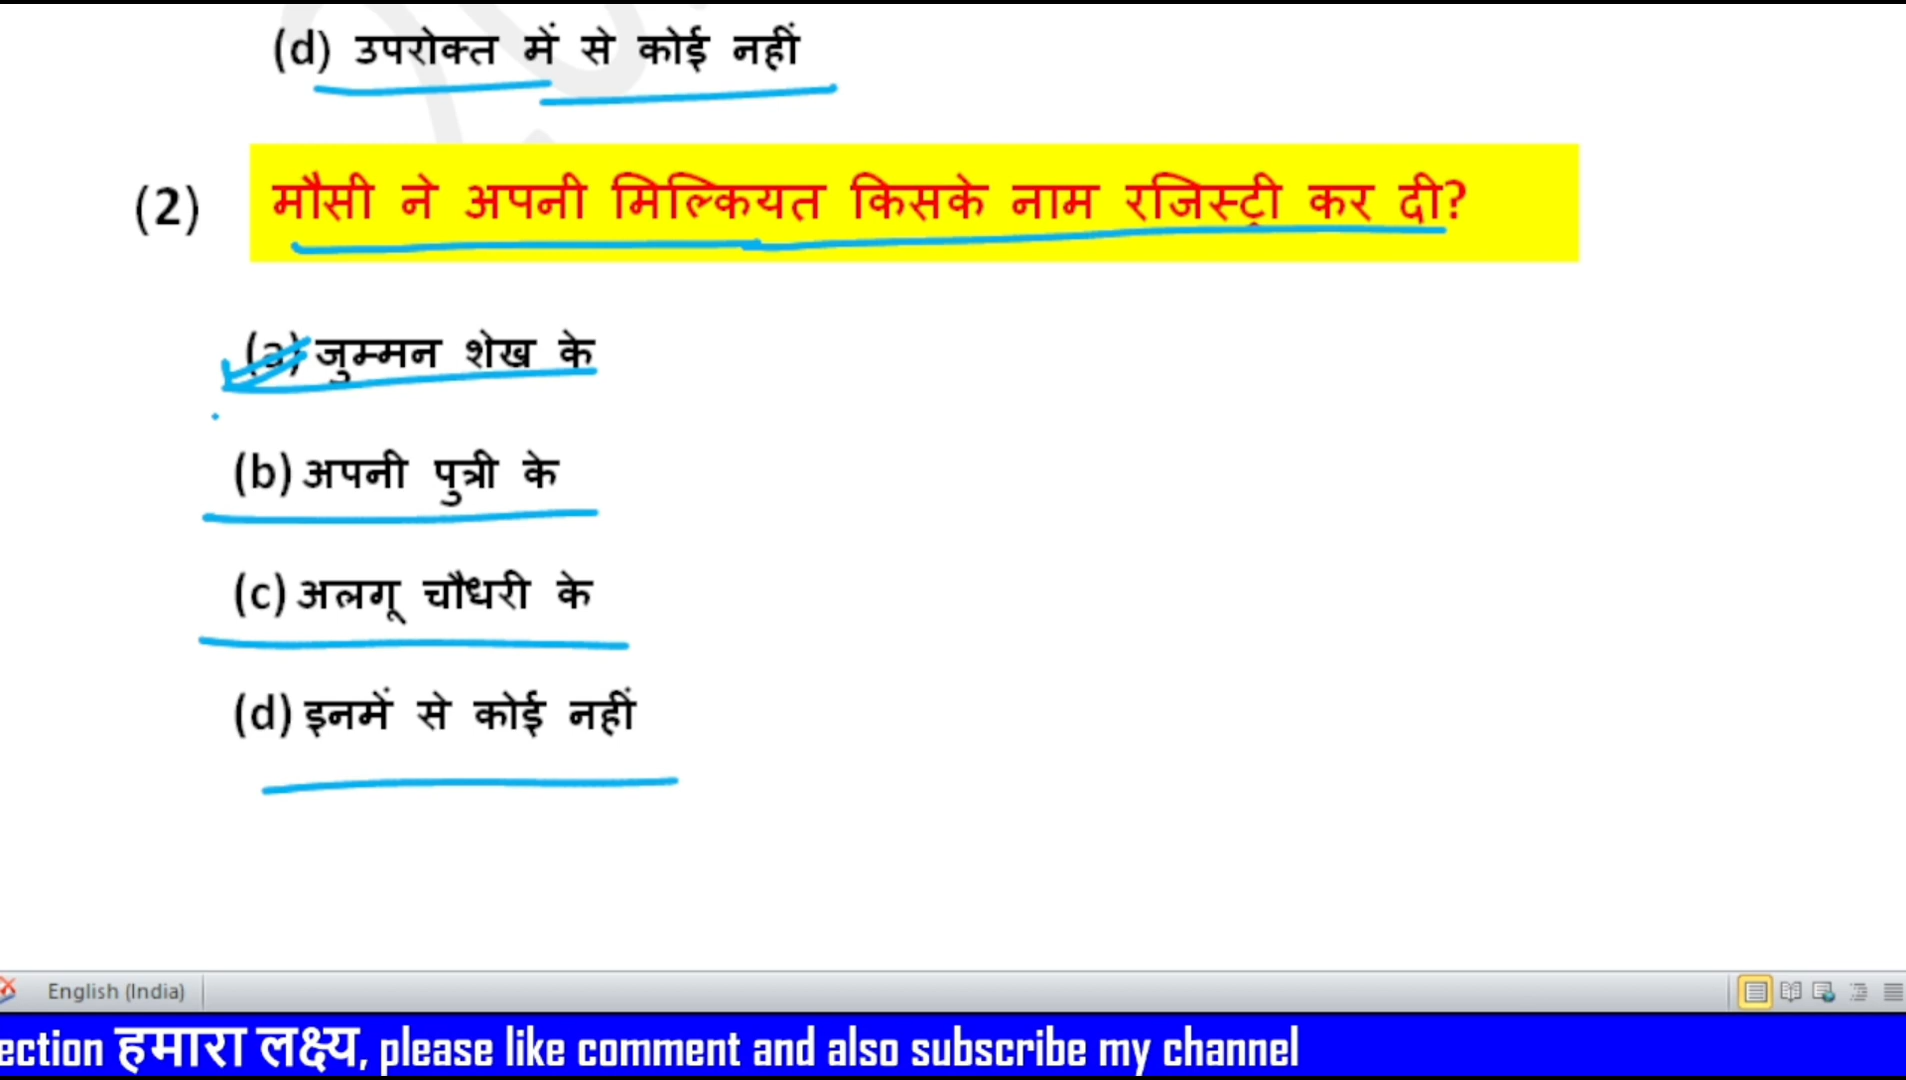 (d) उपरोक्त में से कोई नहीं
(2) मौसी ने अपनी मिल्कियत किसके नाम रजिस्ट्री कर दी?
(a) जुम्मन शेख के
(b) अपनी पुत्री के
(c) अलगू चौधरी के
(d) इनमें से कोई नहीं
English (India)
ection हमारा लक्ष्य, please like comment and also subscribe my channel